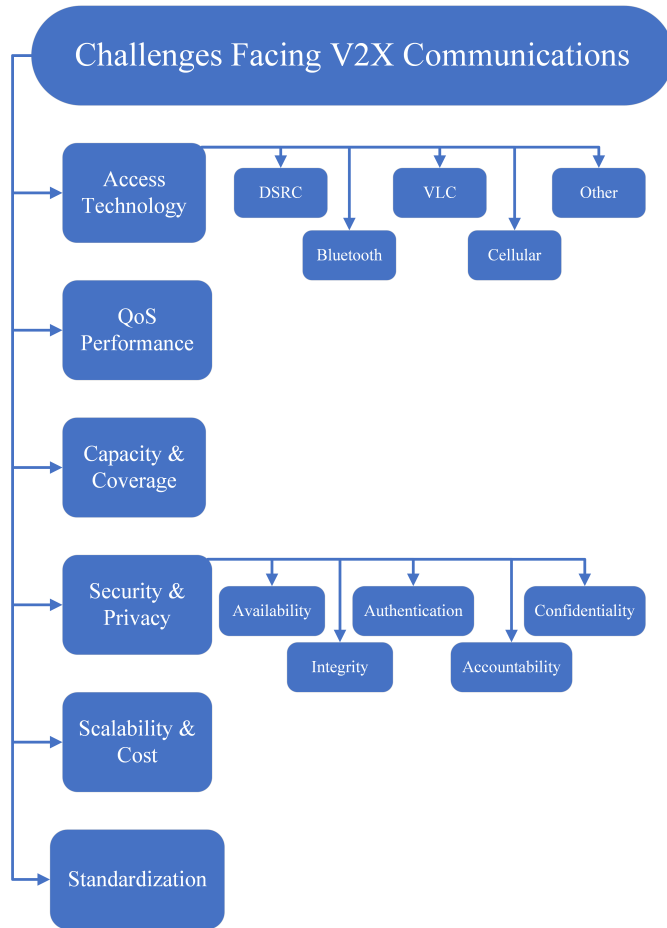 Challenges Facing V2X Communications
Access
Technology
DSRC
VLC
Other
Bluetooth
Cellular
QoS
Performance
Capacity &
Coverage
Security &
Privacy
Availability
Authentication
Confidentiality
Integrity
Accountability
Scalability &
Cost
Standardization